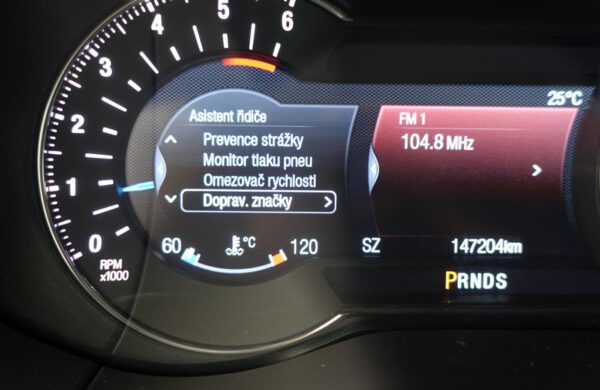 6
5
4
3
2
1
0
RPM
x1000
Asistent řidiče
Prevence strážky
Monitor tlaku pneu
Omezovač rychlosti
Doprav. značky
60 °C 120
25°C
FM 1
104.8 MHz
SZ 147204km
PRNDS